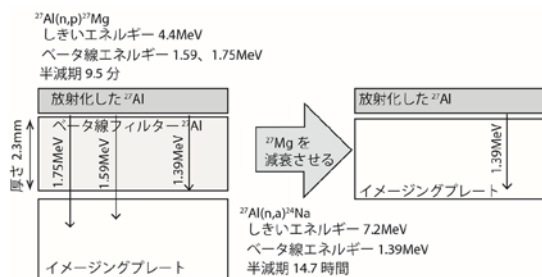 ²⁷Al(n,p)²⁷Mg
しきいエネルギー 4.4MeV
ベータ線エネルギー 1.59、1.75MeV
半減期 9.5 分
放射化した ²⁷Al
ベータ線フィルター ²⁷Al
厚さ 2.3mm
1.75MeV
1.59MeV
1.39MeV
イメージングプレート
²⁷Mg を
減衰させる
放射化した ²⁷Al
1.39MeV
イメージングプレート
²⁷Al(n,a)²⁴Na
しきいエネルギー 7.2MeV
ベータ線エネルギー 1.39MeV
半減期 14.7 時間